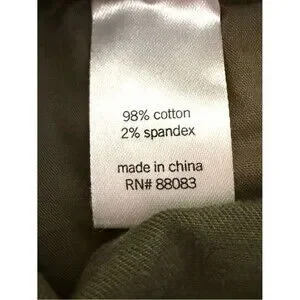 98% cotton
2% spandex
made in china
RN# 88083